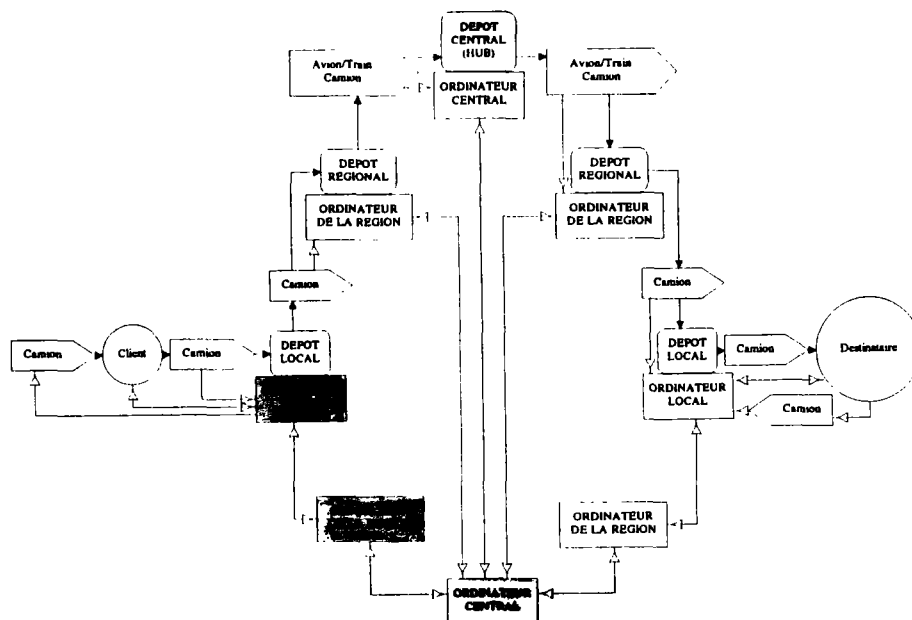 DEPOT
CENTRAL
(HUB)
Avion/Train
Camion
Avion/Train
Camion
ORDINATEUR
CENTRAL
DEPOT
REGIONAL
DEPOT
REGIONAL
ORDINATEUR
DE LA REGION
ORDINATEUR
DE LA REGION
Camion
Camion
Camion
Client
Camion
DEPOT
LOCAL
DEPOT
LOCAL
Camion
Destinataire
ORDINATEUR
LOCAL
Camion
ORDINATEUR
DE LA REGION
ORDINATEUR
CENTRAL